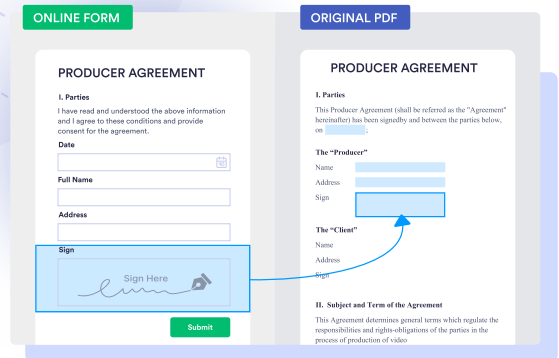 ONLINE FORM
PRODUCER AGREEMENT
I. Parties
I have read and understood the above information
and I agree to these conditions and provide
consent for the agreement.
Date
Full Name
Address
Sign
Sign Here
Submit
ORIGINAL PDF
PRODUCER AGREEMENT
I. Parties
This Producer Agreement (shall be referred as the "Agreement"
hereinafter) has been signedby and between the parties below,
on ;
The “Producer”
Name
Address
Sign
The “Client”
Name
Address
Sign
II. Subject and Term of the Agreement
This Agreement determines general terms which regulate the
responsibilities and rights-obligations of the parties in the
process of production of video